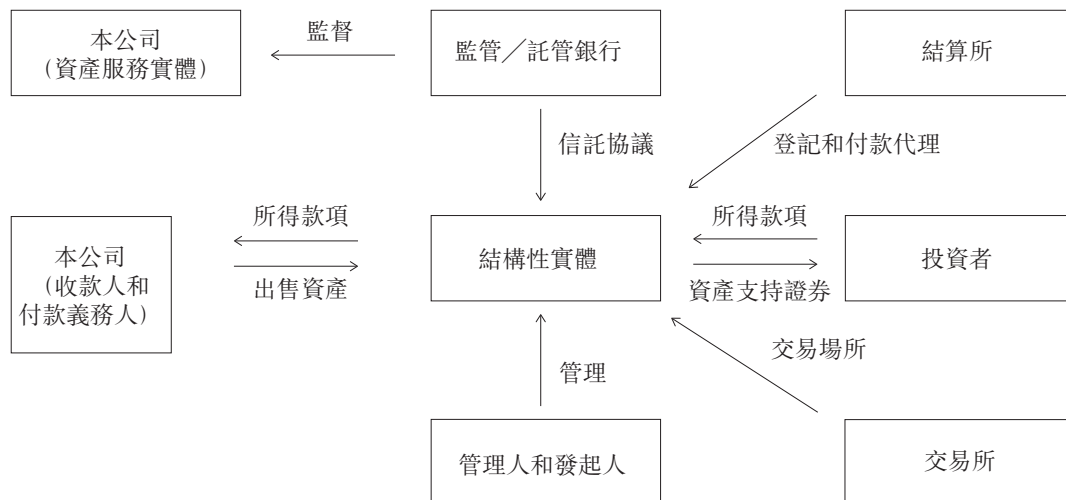 本公司
（資產服務實體）
監督
監管／託管銀行
結算所
信託協議
登記和付款代理
本公司
（收款人和
付款義務人）
所得款項
出售資產
結構性實體
所得款項
資產支持證券
投資者
管理
交易場所
管理人和發起人
交易所